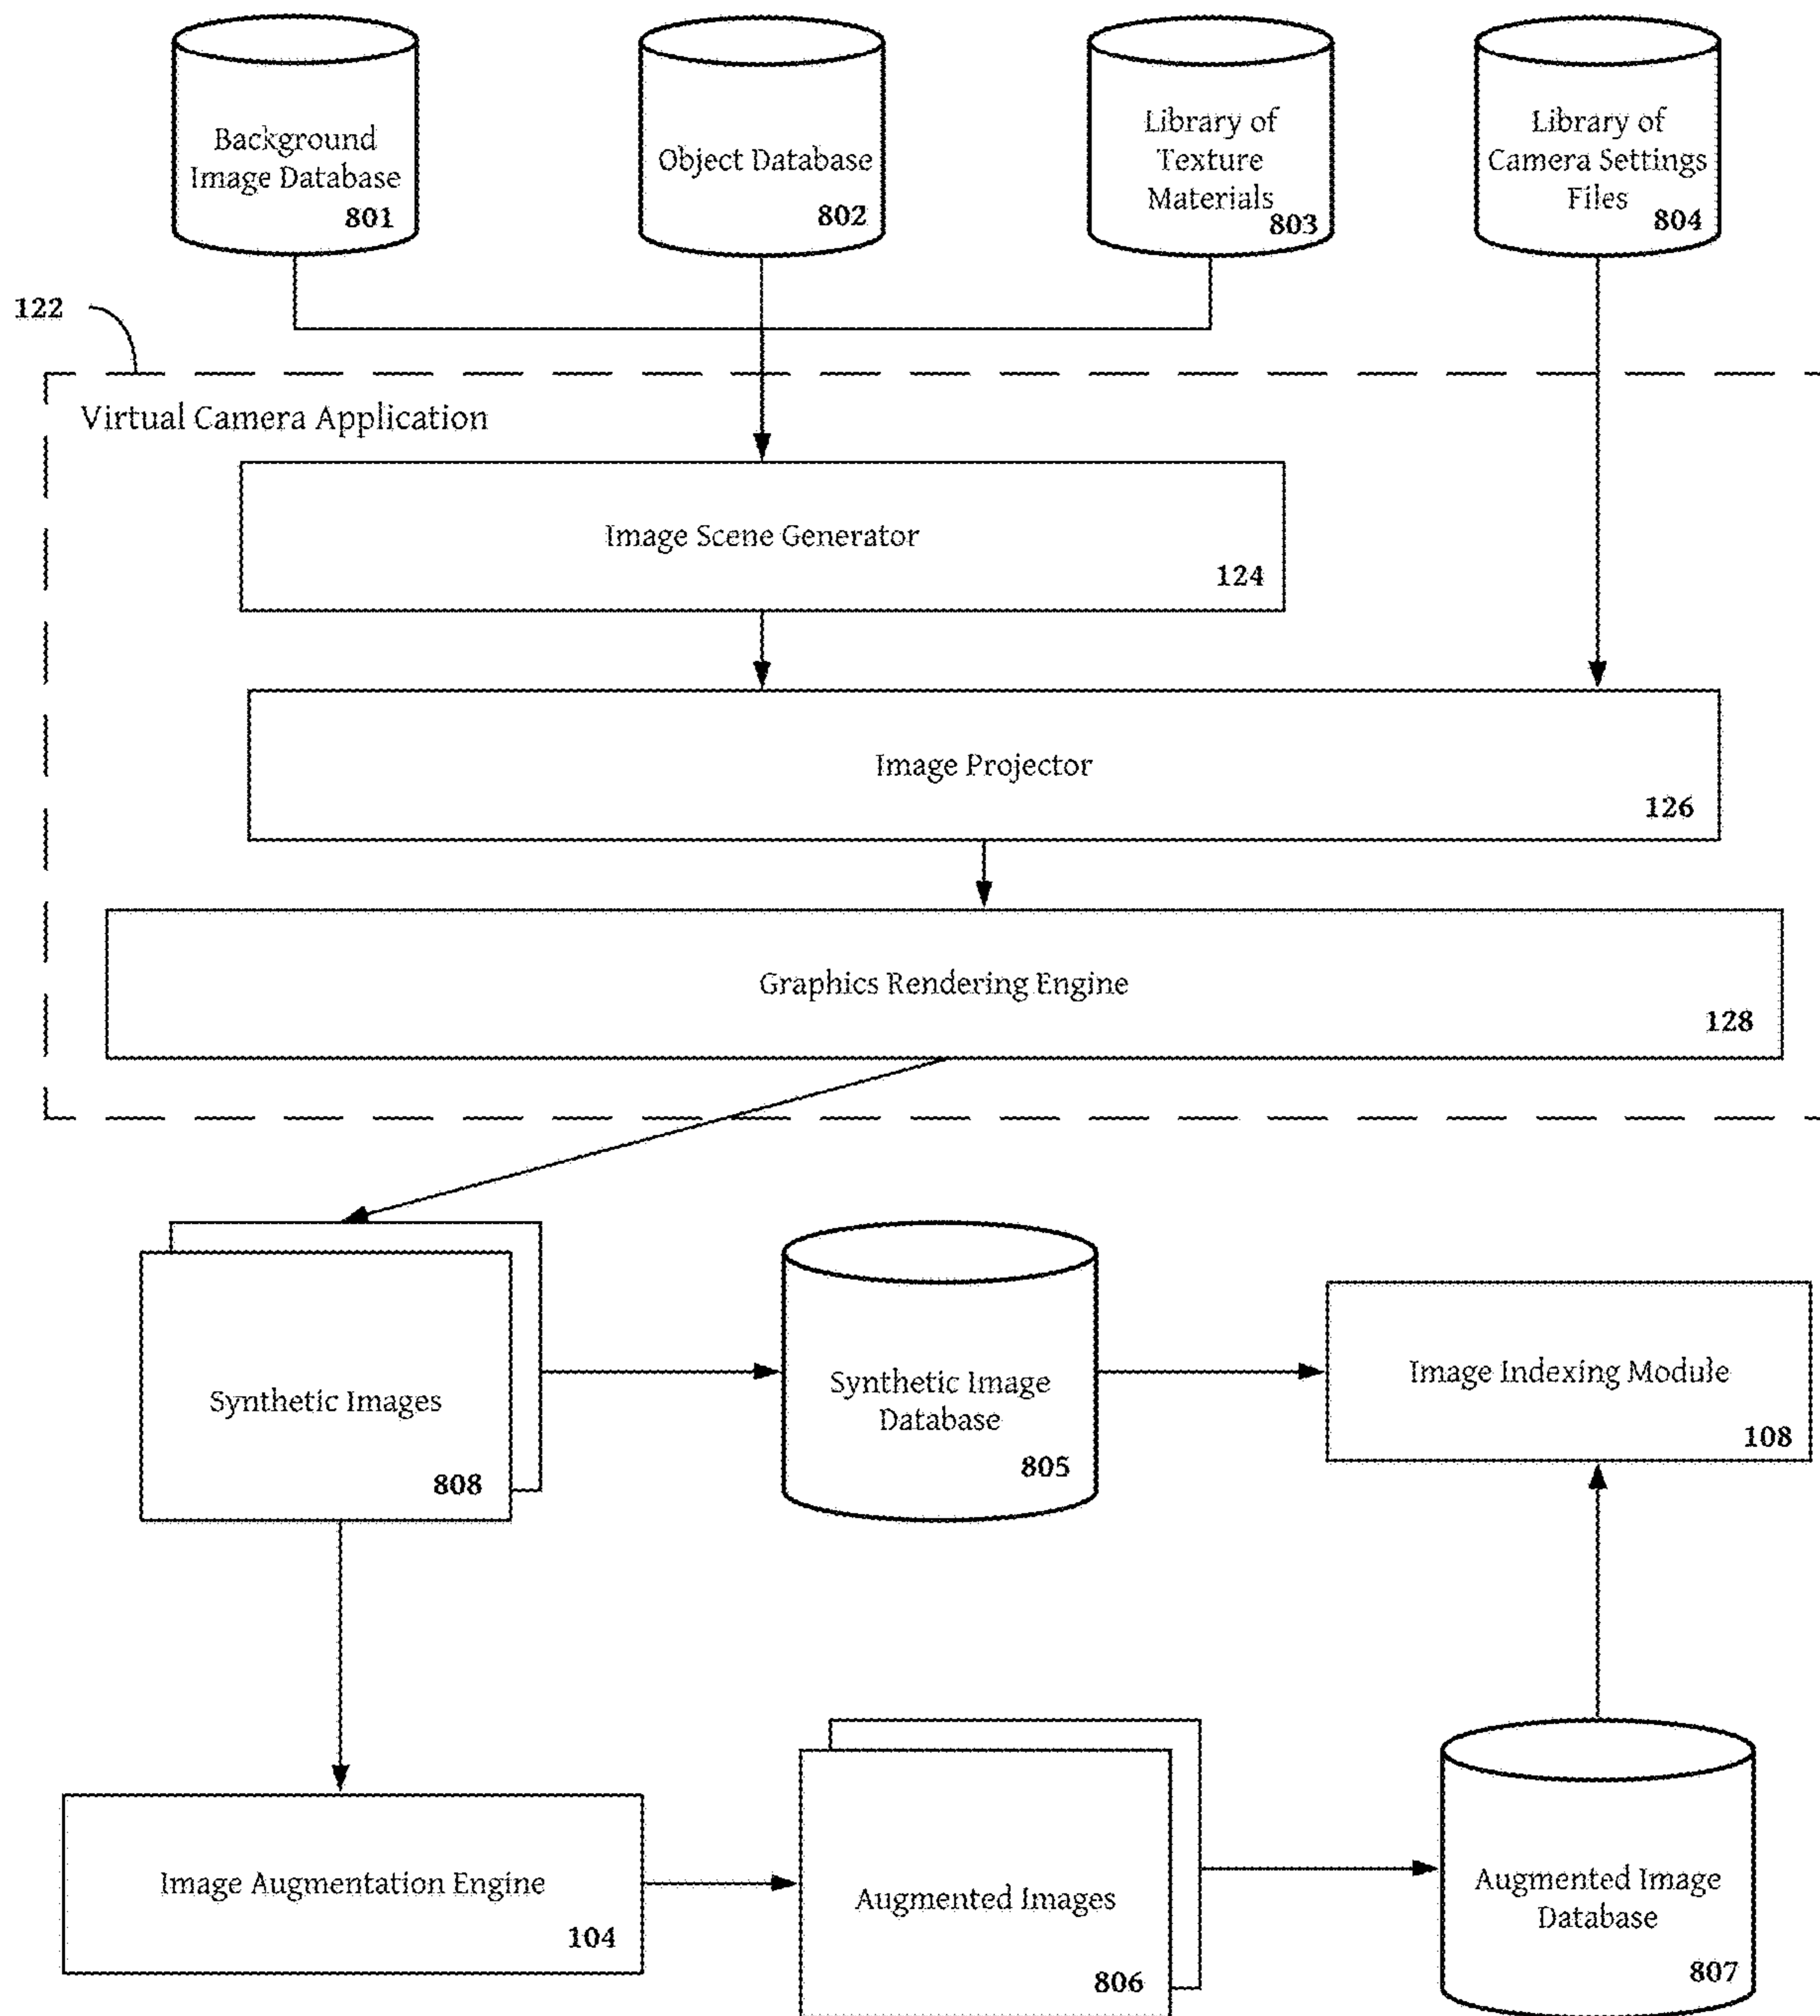 Background
Image Database
801
Object Database
802
Library of
Texture
Materials
803
Library of
Camera Settings
Files
804
122
Virtual Camera Application
Image Scene Generator
124
Image Projector
126
Graphics Rendering Engine
128
Synthetic Images
808
Synthetic Image
Database
805
Image Indexing Module
108
Image Augmentation Engine
104
Augmented Images
806
Augmented Image
Database
807